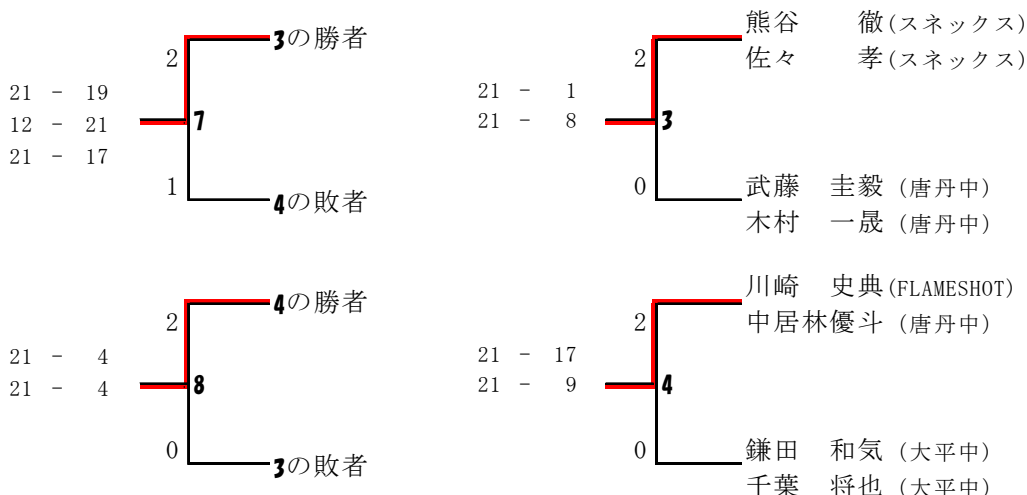 3の勝者
2
21 - 19
12 - 21
7
21 - 17
1
4の敗者
熊谷　徹(スネックス)
佐々　孝(スネックス)
2
21 - 1
21 - 8
3
0
武藤　圭毅 (唐丹中)
木村　一晟 (唐丹中)
4の勝者
2
21 - 4
21 - 4
8
0
3の敗者
川崎　史典(FLAMESHOT)
中居林優斗 (唐丹中)
2
21 - 17
21 - 9
4
0
鎌田　和気 (大平中)
千葉　将也 (大平中)